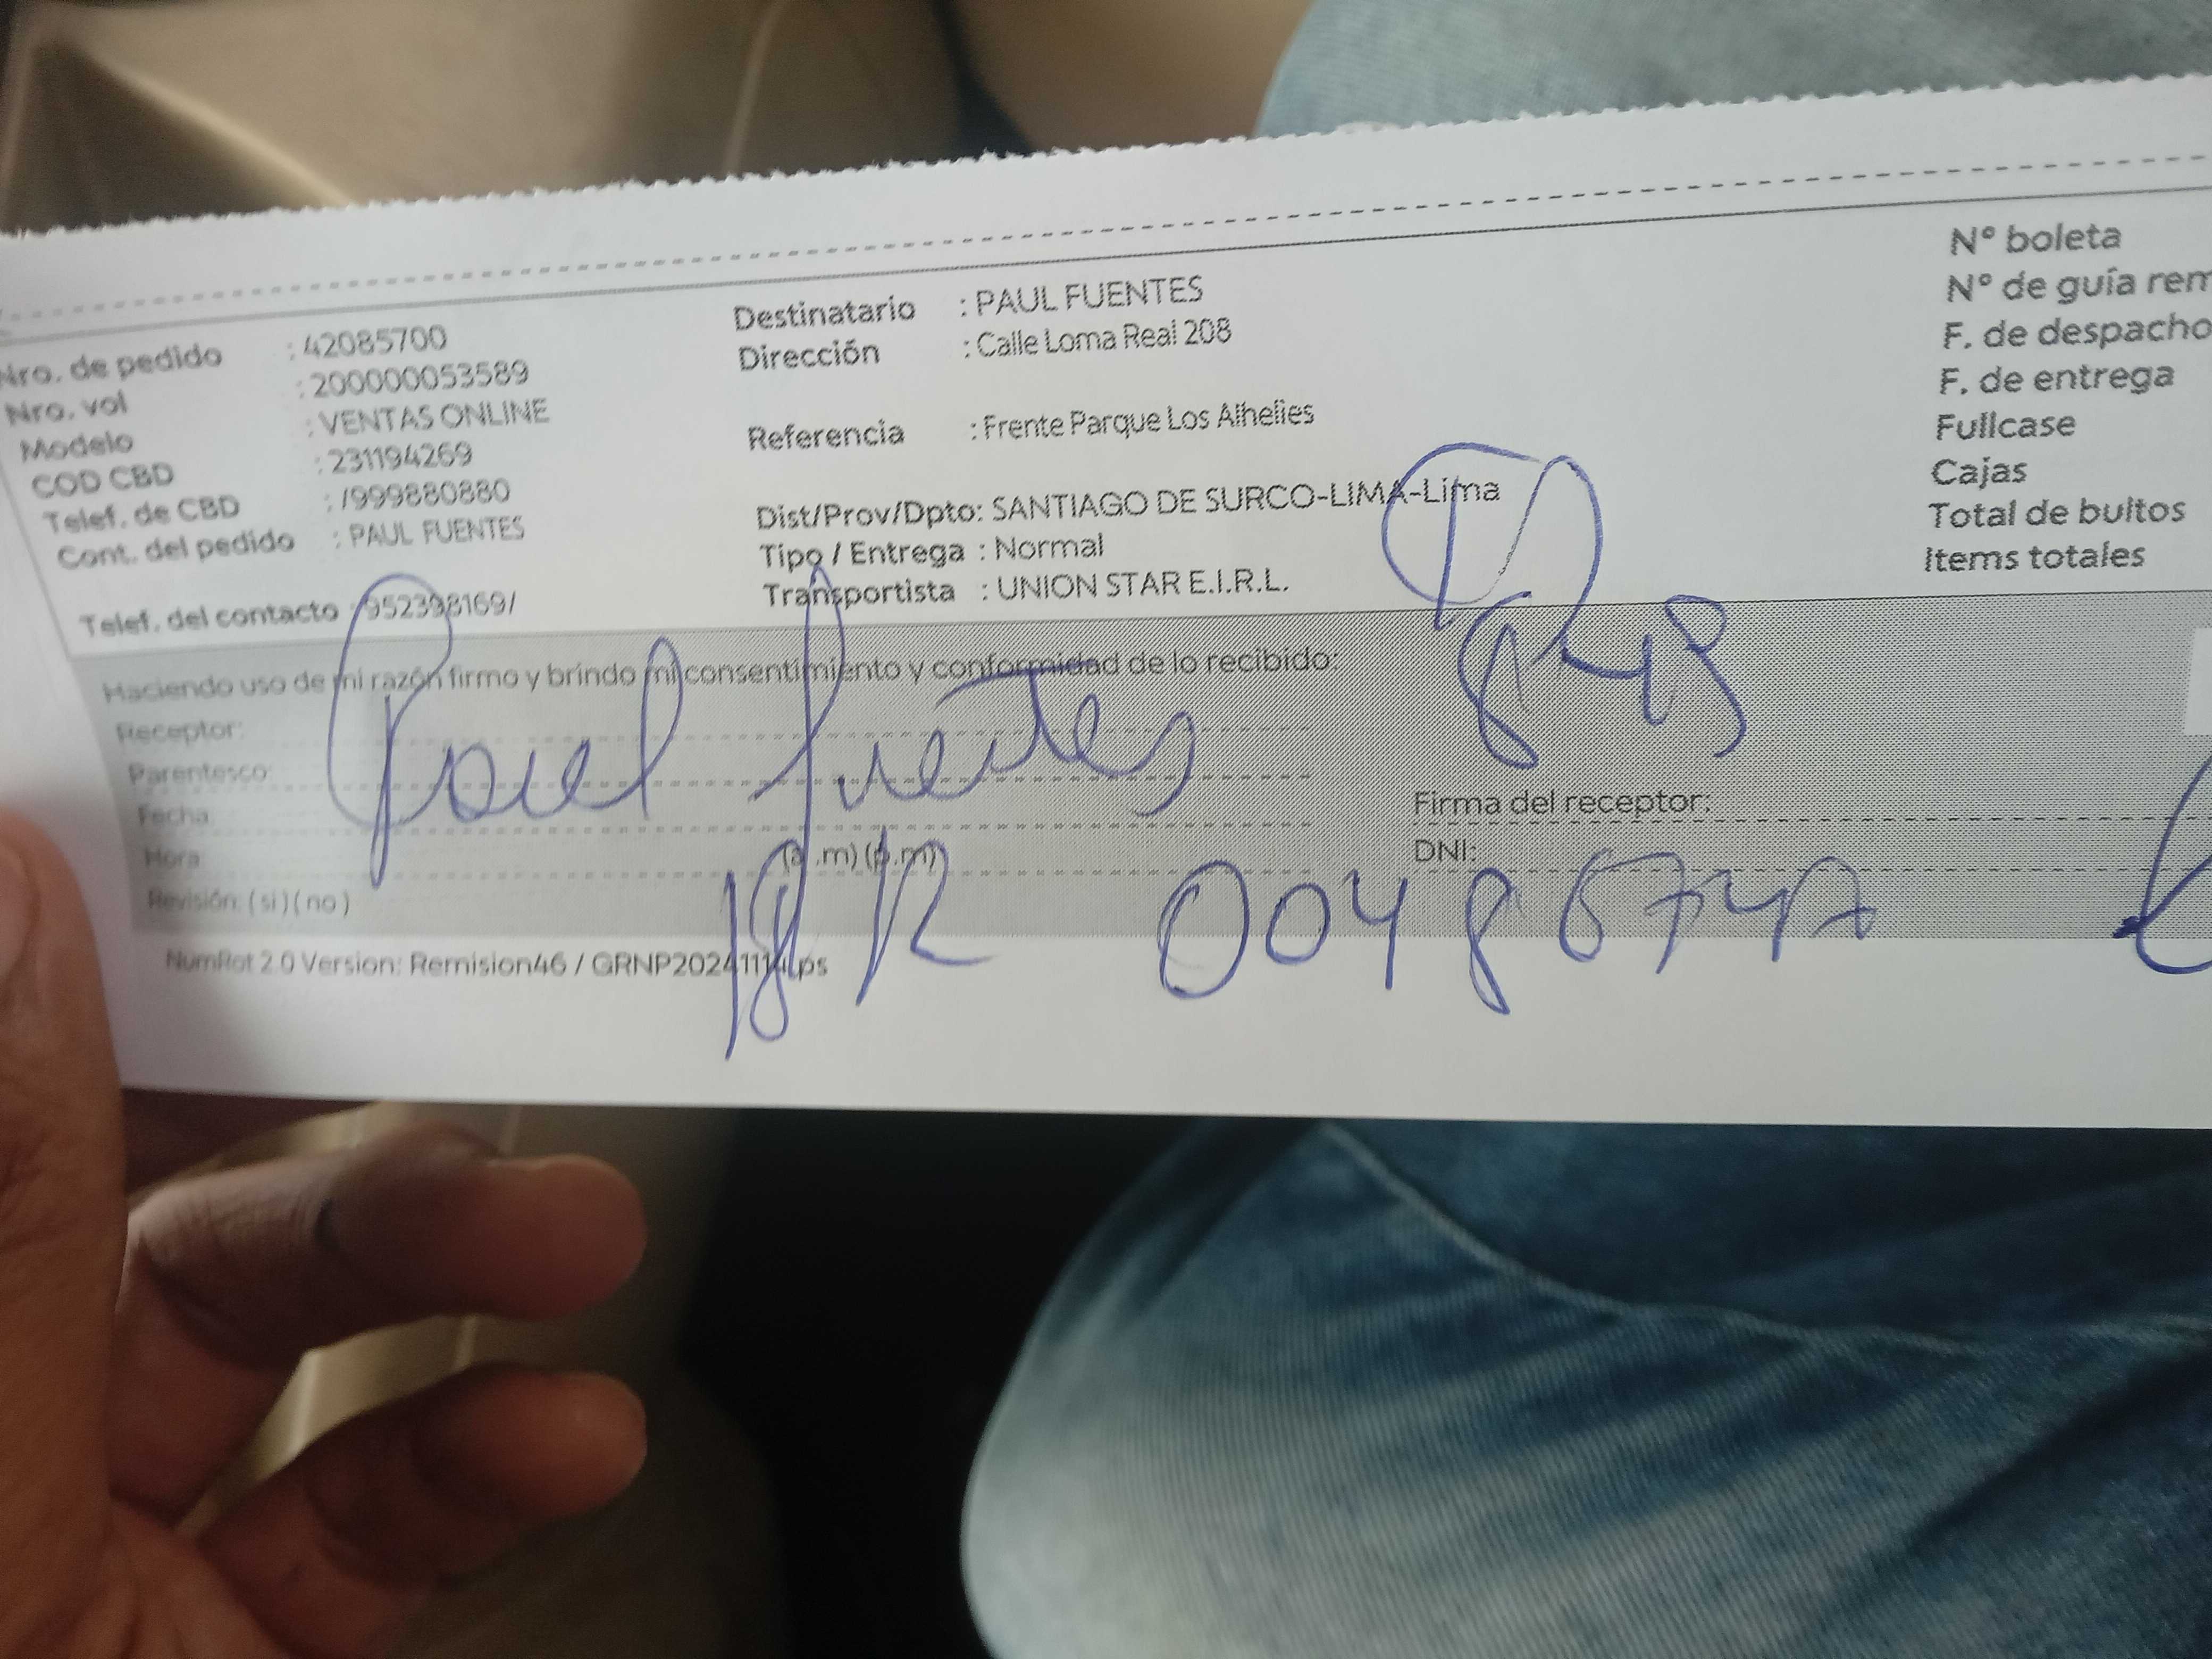 Nro. de pedido : 42085700
Nro. vol : 200000053589
Modelo : VENTAS ONLINE
COD CBD : 231194269
Telef. de CBD : /999880880
Cont. del pedido : PAUL FUENTES
Telef. del contacto : 952398169/
Destinatario : PAUL FUENTES
Dirección : Calle Loma Real 208
Referencia : Frente Parque Los Alhelies
Dist/Prov/Dpto: SANTIAGO DE SURCO-LIMA-Lima
Tipo / Entrega : Normal
Transportista : UNION STAR E.I.R.L.
N° boleta
N° de guía rem
F. de despacho
F. de entrega
Fullcase
Cajas
Total de bultos
Items totales
Haciendo uso de mi razón firmo y brindo mi consentimiento y conformidad de lo recibido:
Receptor:
Parentesco:
Fecha:
Hora: (a.m) (p.m)
Revisión: ( si ) ( no )
Paul Fuentes
Firma del receptor:
DNI:
NumRot 2.0 Version: Remision46 / GRNP20241114.ps